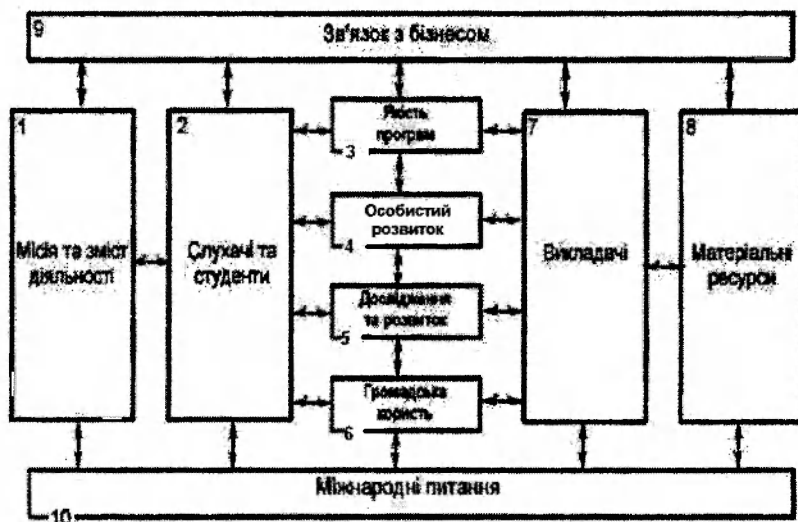 9
Зв'язок з бізнесом
1
Місія та зміст
діяльності
2
Слухачі та
студенти
Якість
програм
3
Особистий
розвиток
4
Дослідження
та розвиток
5
Громадська
користь
6
7
Викладачі
8
Матеріальні
ресурси
Міжнародні питання
10